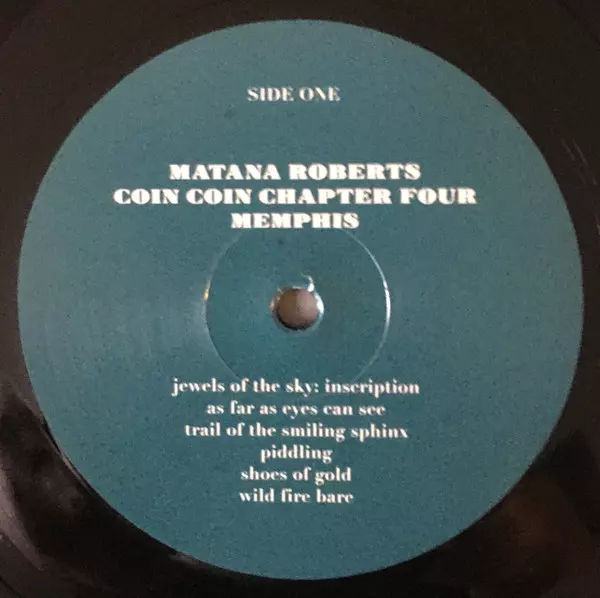 SIDE ONE
MATANA ROBERTS
COIN COIN CHAPTER FOUR
MEMPHIS
jewels of the sky: inscription
as far as eyes can see
trail of the smiling sphinx
piddling
shoes of gold
wild fire bare